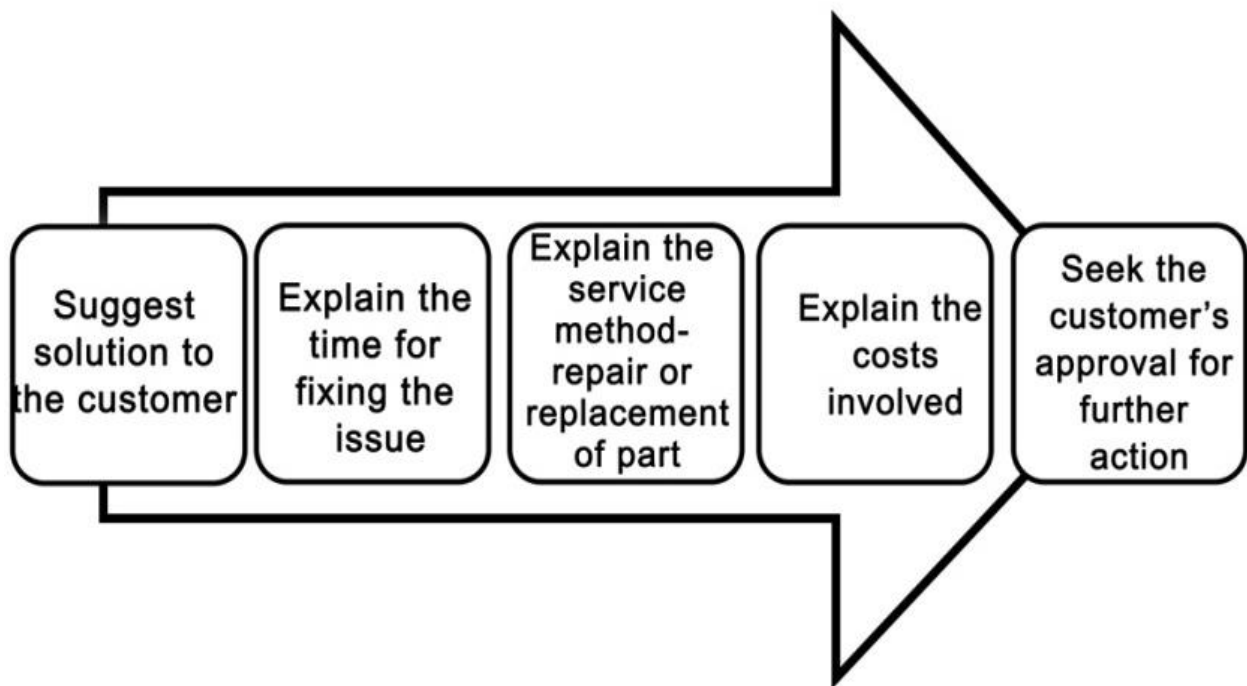 Suggest
solution to
the customer
Explain the
time for
fixing the
issue
Explain the
service
method-
repair or
replacement
of part
Explain the
costs
involved
Seek the
customer's
approval for
further
action